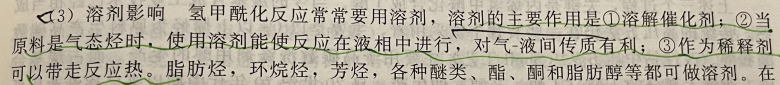 (3) 溶剂影响 氢甲酰化反应常常要用溶剂，溶剂的主要作用是①溶解催化剂；②当
原料是气态烃时，使用溶剂能使反应在液相中进行，对气-液间传质有利；③作为稀释剂
可以带走反应热。脂肪烃，环烷烃，芳烃，各种醚类、酯、酮和脂肪醇等都可做溶剂。在